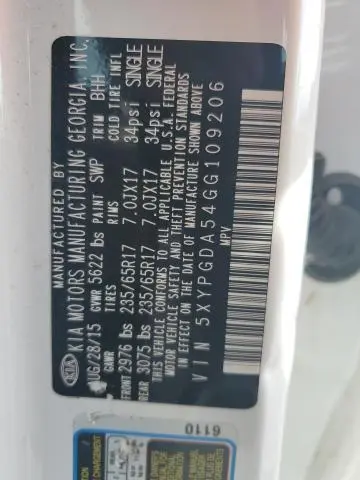 MANUFACTURED BY
KIA KIA MOTORS MANUFACTURING GEORGIA, INC.
UG/28/15 GVWR 5622 lbs PAINT SWP TRIM BHH
GAWR TIRES RIMS COLD TIRE INFL
FRONT 2976 lbs 235/65R17 7.0JX17 34psi SINGLE
REAR 3075 lbs 235/65R17 7.0JX17 34psi SINGLE
THIS VEHICLE CONFORMS TO ALL APPLICABLE U.S.A. FEDERAL
MOTOR VEHICLE SAFETY AND THEFT PREVENTION STANDARDS
IN EFFECT ON THE DATE OF MANUFACTURE SHOWN ABOVE
VIN 5XYPGDA54GG109206
MPV
6110